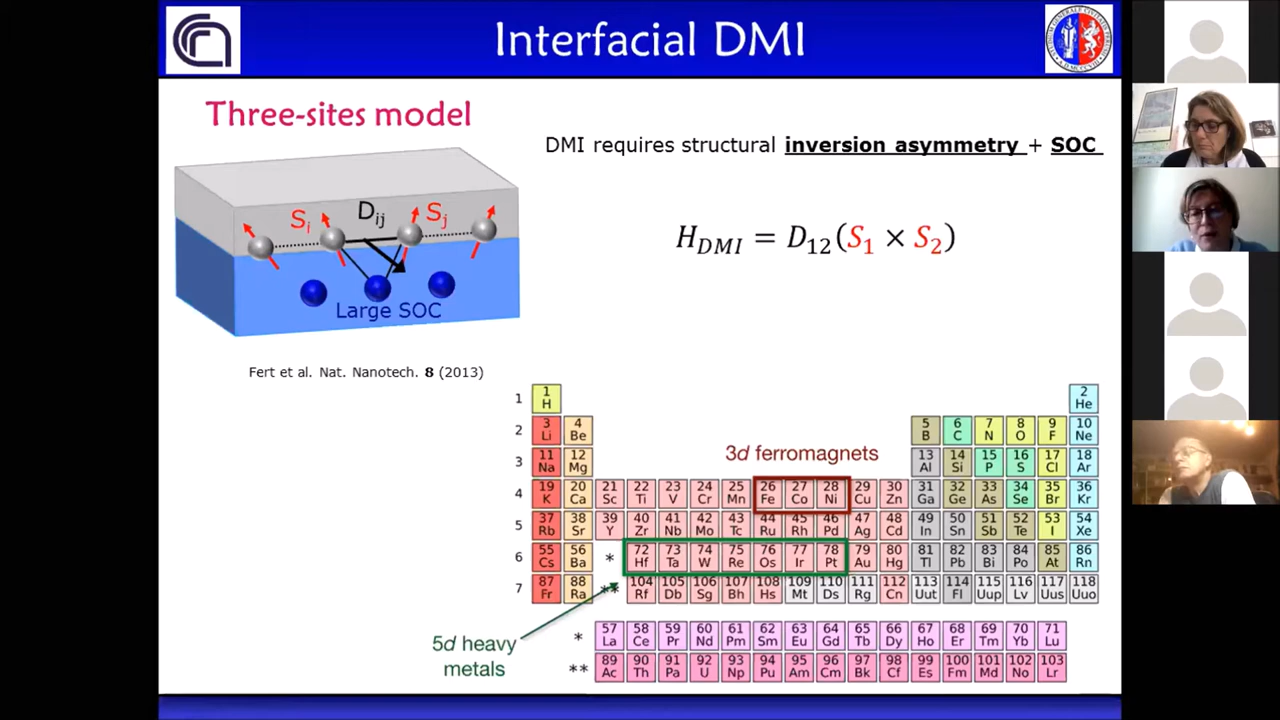 Interfacial DMI
Three-sites model
DMI requires structural inversion asymmetry + SOC
S_i D_ij S_j
Large SOC
H_DMI = D_12(S_1 × S_2)
Fert et al. Nat. Nanotech. 8 (2013)
3d ferromagnets
1 1 H 2 He
2 3 Li 4 Be 5 B 6 C 7 N 8 O 9 F 10 Ne
3 11 Na 12 Mg 13 Al 14 Si 15 P 16 S 17 Cl 18 Ar
4 19 K 20 Ca 21 Sc 22 Ti 23 V 24 Cr 25 Mn 26 Fe 27 Co 28 Ni 29 Cu 30 Zn 31 Ga 32 Ge 33 As 34 Se 35 Br 36 Kr
5 37 Rb 38 Sr 39 Y 40 Zr 41 Nb 42 Mo 43 Tc 44 Ru 45 Rh 46 Pd 47 Ag 48 Cd 49 In 50 Sn 51 Sb 52 Te 53 I 54 Xe
6 55 Cs 56 Ba * 72 Hf 73 Ta 74 W 75 Re 76 Os 77 Ir 78 Pt 79 Au 80 Hg 81 Tl 82 Pb 83 Bi 84 Po 85 At 86 Rn
7 87 Fr 88 Ra ** 104 Rf 105 Db 106 Sg 107 Bh 108 Hs 109 Mt 110 Ds 111 Rg 112 Cn 113 Uut 114 Fl 115 Uup 116 Lv 117 Uus 118 Uuo
5d heavy
metals
* 57 La 58 Ce 59 Pr 60 Nd 61 Pm 62 Sm 63 Eu 64 Gd 65 Tb 66 Dy 67 Ho 68 Er 69 Tm 70 Yb 71 Lu
** 89 Ac 90 Th 91 Pa 92 U 93 Np 94 Pu 95 Am 96 Cm 97 Bk 98 Cf 99 Es 100 Fm 101 Md 102 No 103 Lr